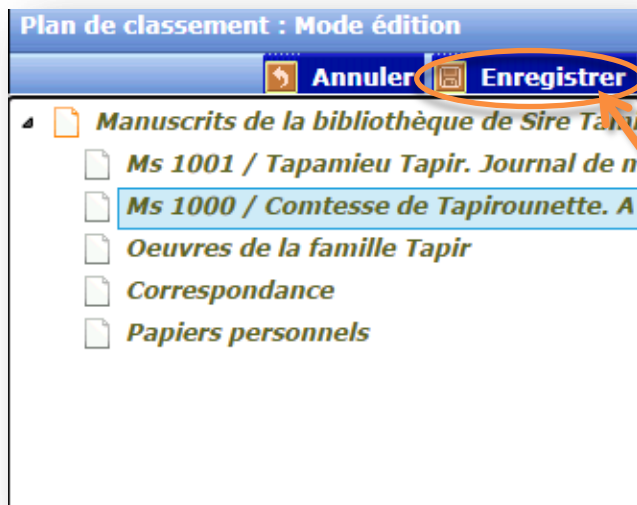 Plan de classement : Mode édition
Annuler Enregistrer
Manuscrits de la bibliothèque de Sire
Ms 1001 / Tapamieu Tapir. Journal de
Ms 1000 / Comtesse de Tapirounette. A
Oeuvres de la famille Tapir
Correspondance
Papiers personnels